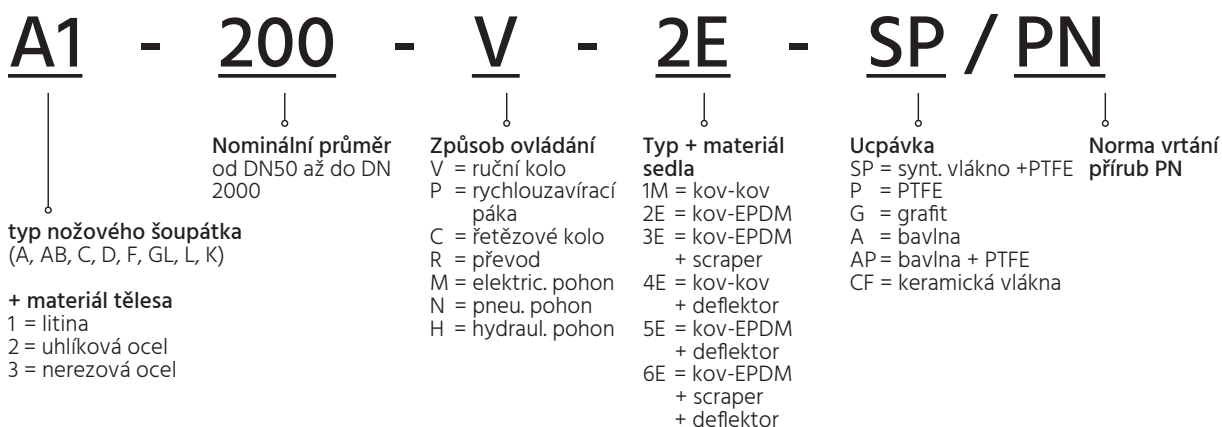 A1 - 200 - V - 2E - SP / PN
typ nožového šoupátka
(A, AB, C, D, F, GL, L, K)
+ materiál tělesa
1 = litina
2 = uhlíková ocel
3 = nerezová ocel
Nominální průměr
od DN50 až do DN
2000
Způsob ovládání
V = ruční kolo
P = rychlouzavírací
páka
C = řetězové kolo
R = převod
M = elektric. pohon
N = pneu. pohon
H = hydraul. pohon
Typ + materiál
sedla
1M = kov-kov
2E = kov-EPDM
3E = kov-EPDM
+ scraper
4E = kov-kov
+ deflektor
5E = kov-EPDM
+ deflektor
6E = kov-EPDM
+ scraper
+ deflektor
Ucpávka
SP = synt. vlákno +PTFE
P = PTFE
G = grafit
A = bavlna
AP = bavlna + PTFE
CF = keramická vlákna
Norma vrtání
přírub PN